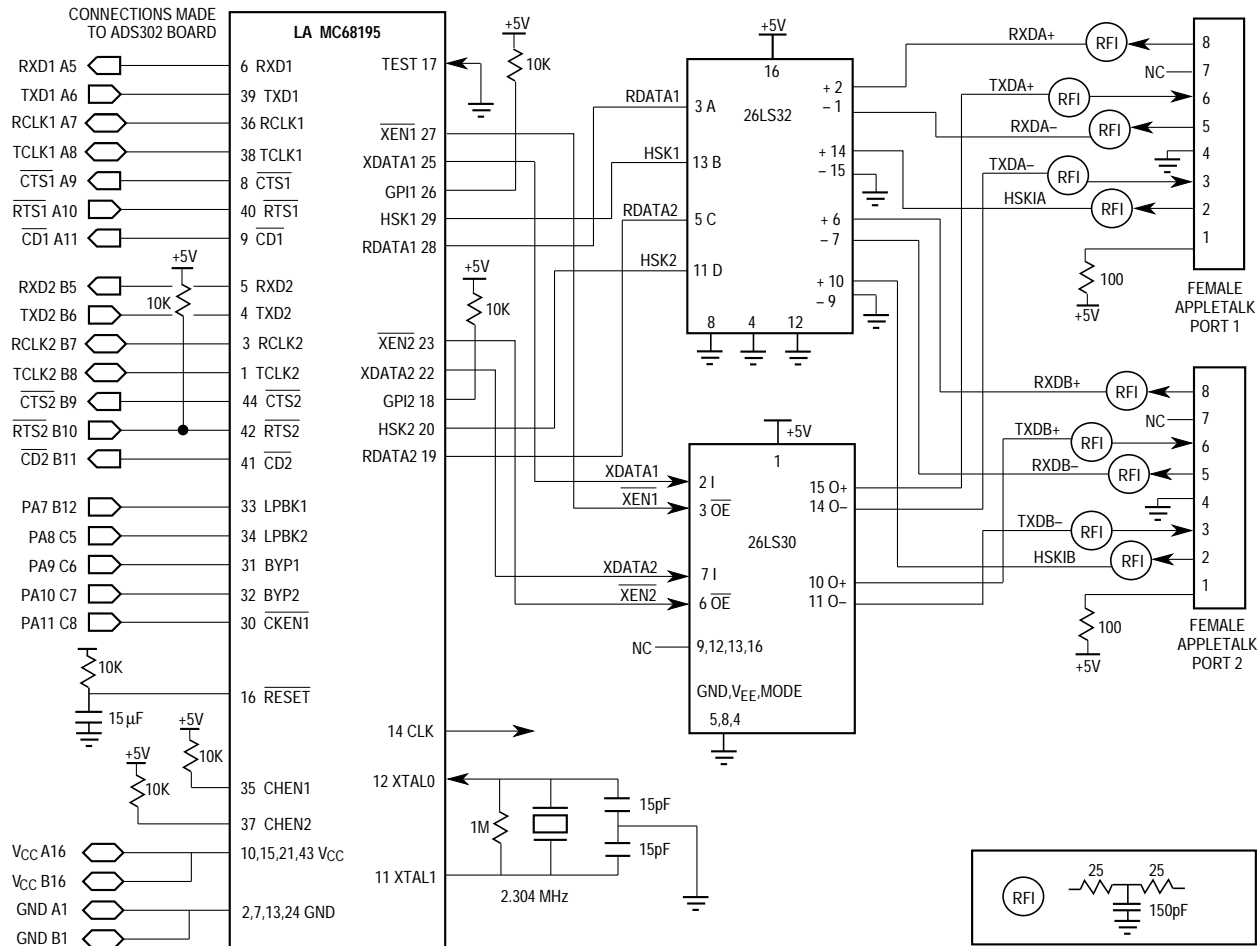 CONNECTIONS MADE
TO ADS302 BOARD
RXD1 A5
TXD1 A6
RCLK1 A7
TCLK1 A8
CTS1 A9
RTS1 A10
CD1 A11
+5V
10K
RXD2 B5
TXD2 B6
RCLK2 B7
TCLK2 B8
CTS2 B9
RTS2 B10
CD2 B11
PA7 B12
PA8 C5
PA9 C6
PA10 C7
PA11 C8
10K
15 µF
+5V
10K
+5V
10K
VCC A16
VCC B16
GND A1
GND B1
LA MC68195
6 RXD1
39 TXD1
36 RCLK1
38 TCLK1
8 CTS1
40 RTS1
9 CD1
5 RXD2
4 TXD2
3 RCLK2
1 TCLK2
44 CTS2
42 RTS2
41 CD2
33 LPBK1
34 LPBK2
31 BYP1
32 BYP2
30 CKEN1
16 RESET
35 CHEN1
37 CHEN2
10,15,21,43 VCC
2,7,13,24 GND
TEST 17
XEN1 27
XDATA1 25
GPI1 26
HSK1 29
RDATA1 28
XEN2 23
XDATA2 22
GPI2 18
HSK2 20
RDATA2 19
14 CLK
12 XTAL0
11 XTAL1
+5V
10K
+5V
10K
1M
2.304 MHz
15pF
15pF
RDATA1
HSK1
RDATA2
HSK2
+5V
16
26LS32
3 A
13 B
5 C
11 D
+ 2
– 1
+ 14
– 15
+ 6
– 7
+ 10
– 9
8
4
12
XDATA1
XEN1
XDATA2
XEN2
NC
+5V
1
26LS30
2 I
3 OE
7 I
6 OE
9,12,13,16
GND,VEE,MODE
5,8,4
15 O+
14 O–
10 O+
11 O–
RXDA+
RFI
NC
TXDA+
RFI
RXDA–
RFI
TXDA–
RFI
HSKIA
RFI
100
+5V
8
7
6
5
4
3
2
1
FEMALE
APPLETALK
PORT 1
RXDB+
RFI
NC
TXDB+
RFI
RXDB–
RFI
TXDB–
RFI
HSKIB
RFI
100
+5V
8
7
6
5
4
3
2
1
FEMALE
APPLETALK
PORT 2
RFI
25
25
150pF